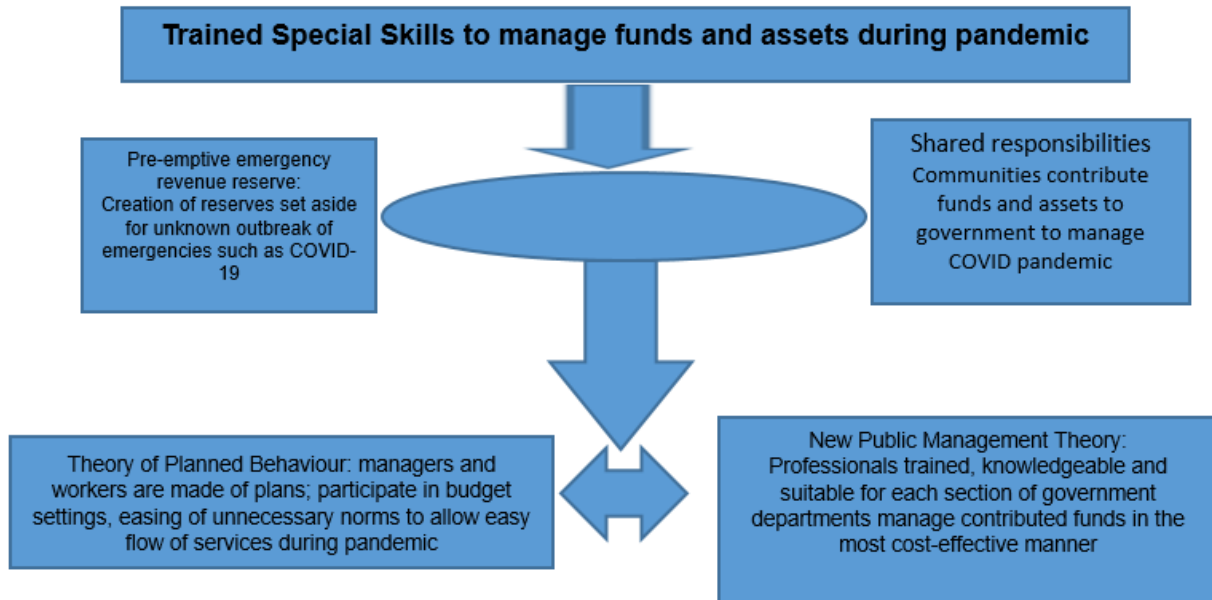 Trained Special Skills to manage funds and assets during pandemic
Pre-emptive emergency
revenue reserve:
Creation of reserves set aside
for unknown outbreak of
emergencies such as COVID-
19
Shared responsibilities
Communities contribute
funds and assets to
government to manage
COVID pandemic
Theory of Planned Behaviour: managers and
workers are made of plans; participate in budget
settings, easing of unnecessary norms to allow easy
flow of services during pandemic
New Public Management Theory:
Professionals trained, knowledgeable and
suitable for each section of government
departments manage contributed funds in the
most cost-effective manner